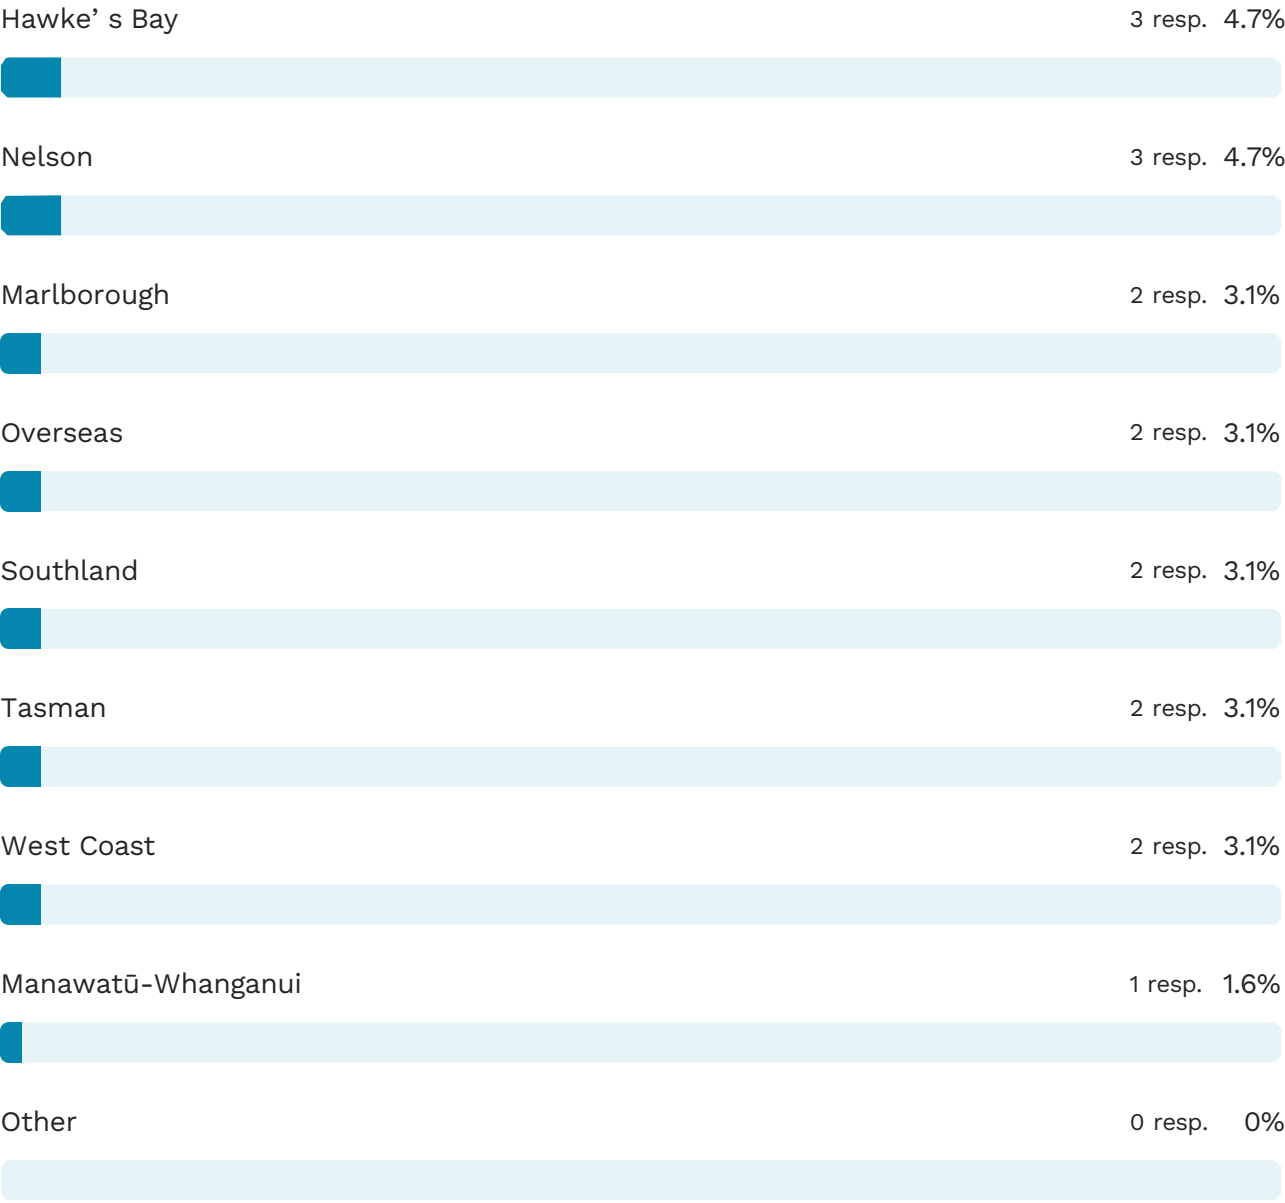 Hawke’ s Bay 3 resp. 4.7%
Nelson 3 resp. 4.7%
Marlborough 2 resp. 3.1%
Overseas 2 resp. 3.1%
Southland 2 resp. 3.1%
Tasman 2 resp. 3.1%
West Coast 2 resp. 3.1%
Manawatū-Whanganui 1 resp. 1.6%
Other 0 resp. 0%